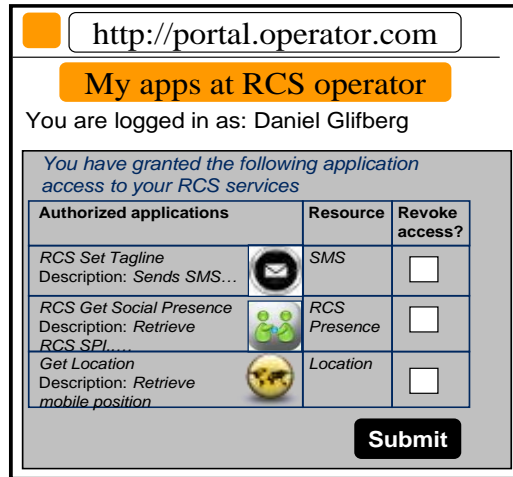 http://portal.operator.com
My apps at RCS operator
You are logged in as: Daniel Glifberg
You have granted the following application
access to your RCS services
Authorized applications Resource Revoke
access?
RCS Set Tagline SMS
Description: Sends SMS…
RCS Get Social Presence RCS
Description: Retrieve Presence
RCS SPI……
Get Location Location
Description: Retrieve
mobile position
Submit